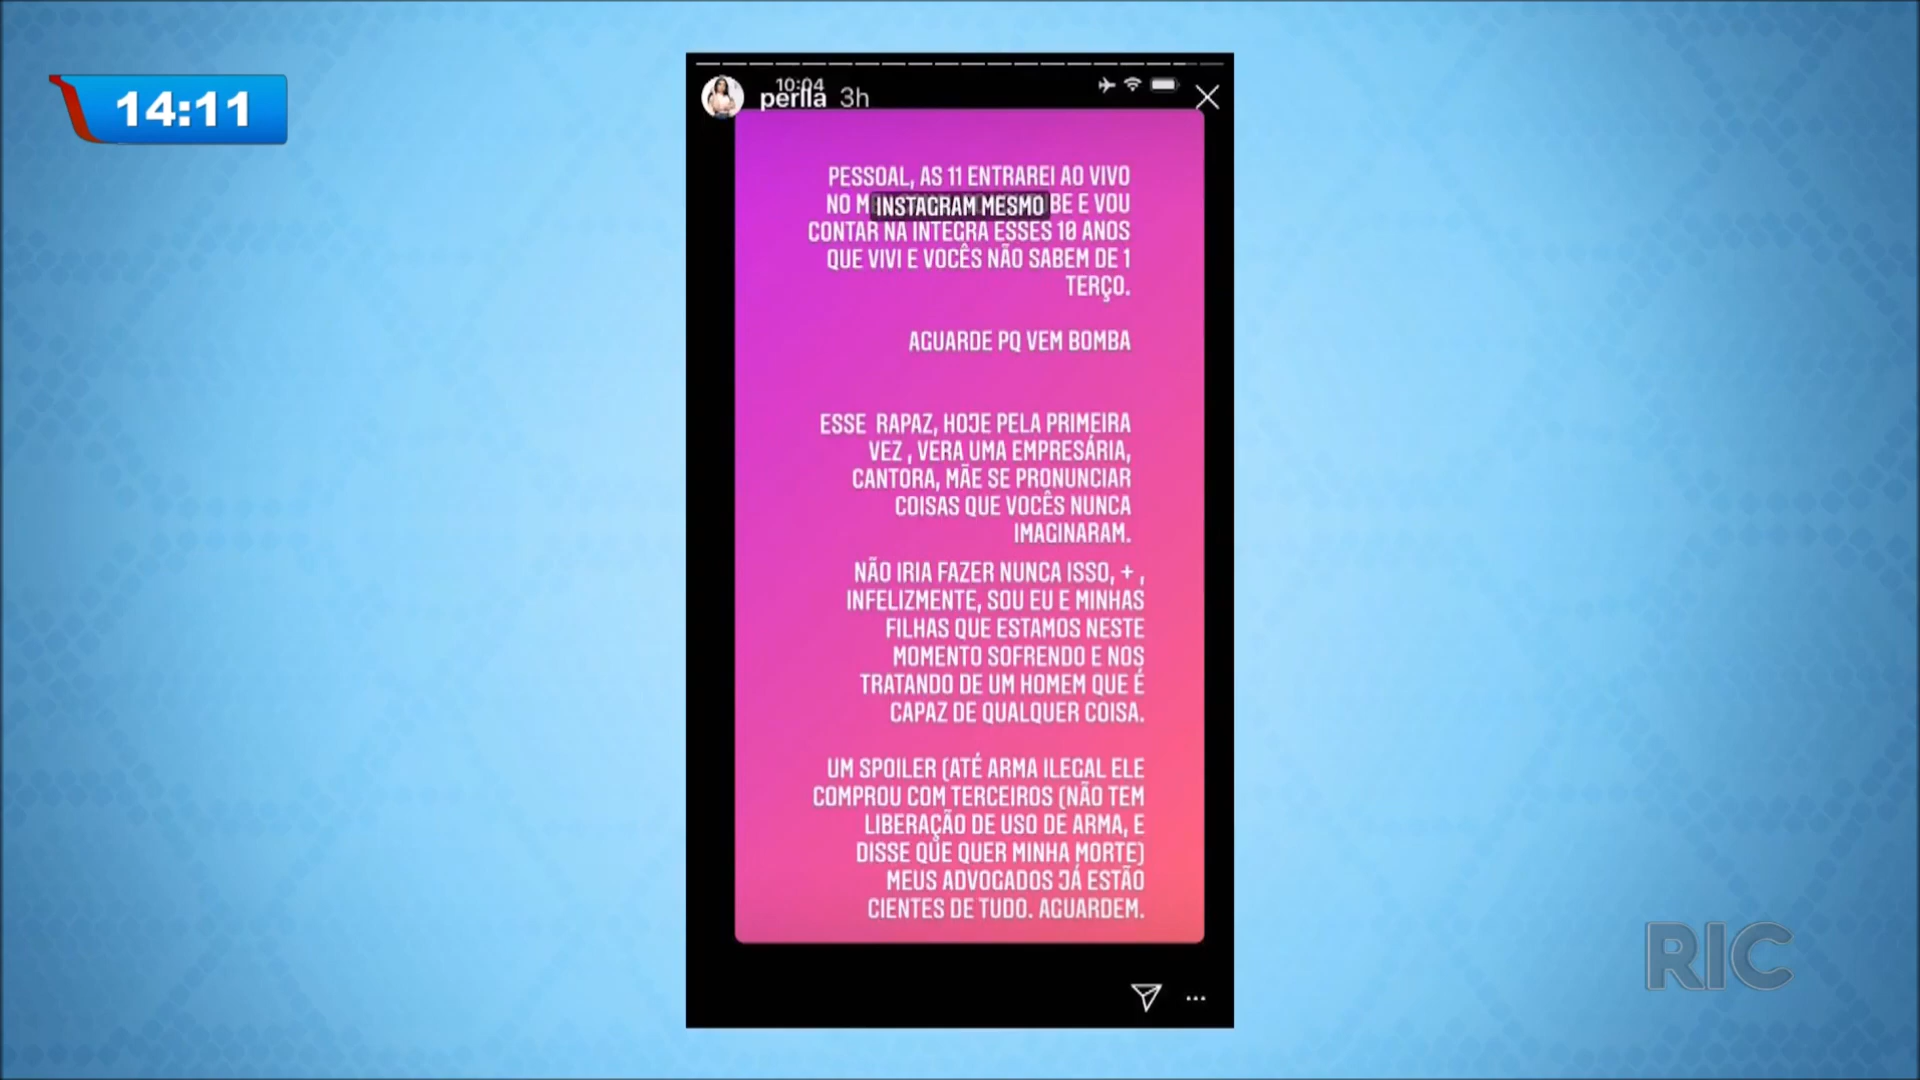 14:11
10:04
perlla 3h
PESSOAL, AS 11 ENTRAREI AO VIVO
NO M INSTAGRAM MESMO BE E VOU
CONTAR NA INTEGRA ESSES 10 ANOS
QUE VIVI E VOCÊS NÃO SABEM DE 1
TERÇO.
AGUARDE PQ VEM BOMBA
ESSE RAPAZ, HOJE PELA PRIMEIRA
VEZ , VERA UMA EMPRESÁRIA,
CANTORA, MÃE SE PRONUNCIAR
COISAS QUE VOCÊS NUNCA
IMAGINARAM.
NÃO IRIA FAZER NUNCA ISSO, + ,
INFELIZMENTE, SOU EU E MINHAS
FILHAS QUE ESTAMOS NESTE
MOMENTO SOFRENDO E NOS
TRATANDO DE UM HOMEM QUE É
CAPAZ DE QUALQUER COISA.
UM SPOILER (ATÉ ARMA ILEGAL ELE
COMPROU COM TERCEIROS (NÃO TEM
LIBERAÇÃO DE USO DE ARMA, E
DISSE QUE QUER MINHA MORTE)
MEUS ADVOGADOS JÁ ESTÃO
CIENTES DE TUDO. AGUARDEM.
RIC